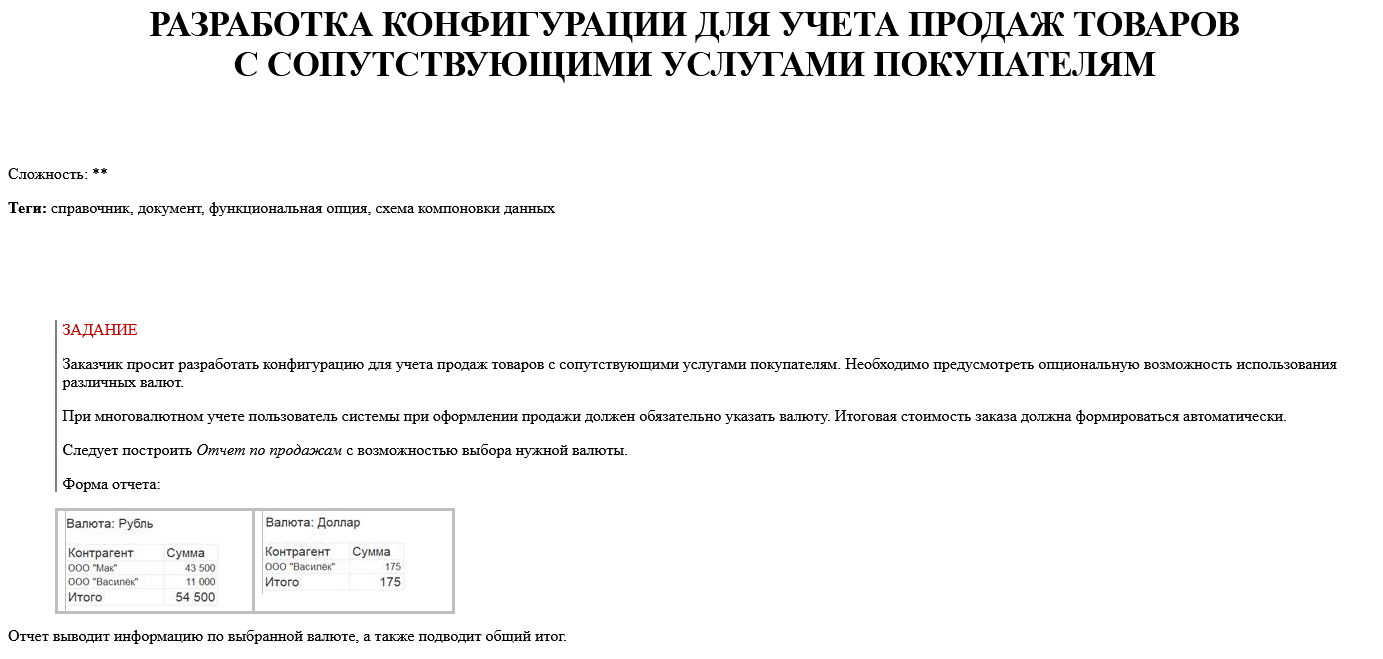 РАЗРАБОТКА КОНФИГУРАЦИИ ДЛЯ УЧЕТА ПРОДАЖ ТОВАРОВ
С СОПУТСТВУЮЩИМИ УСЛУГАМИ ПОКУПАТЕЛЯМ
Сложность: **
Теги: справочник, документ, функциональная опция, схема компоновки данных
ЗАДАНИЕ
Заказчик просит разработать конфигурацию для учета продаж товаров с сопутствующими услугами покупателям. Необходимо предусмотреть опциональную возможность использования
различных валют.
При многовалютном учете пользователь системы при оформлении продажи должен обязательно указать валюту. Итоговая стоимость заказа должна формироваться автоматически.
Следует построить Отчет по продажам с возможностью выбора нужной валюты.
Форма отчета:
Валюта: Рубль
Контрагент Сумма
ООО "Мак" 43 500
ООО "Василёк" 11 000
Итого 54 500
Валюта: Доллар
Контрагент Сумма
ООО "Василёк" 175
Итого 175
Отчет выводит информацию по выбранной валюте, а также подводит общий итог.